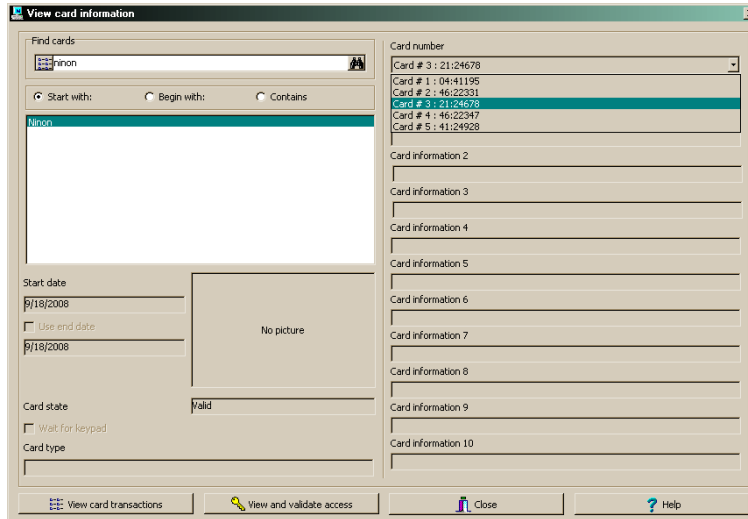 View card information
Find cards
ninon
Start with:
Begin with:
Contains
Ninon
Start date
9/18/2008
Use end date
9/18/2008
No picture
Card state
Valid
Wait for keypad
Card type
Card number
Card # 3 : 21:24678
Card # 1 : 04:41195
Card # 2 : 46:22331
Card # 3 : 21:24678
Card # 4 : 46:22347
Card # 5 : 41:24928
Card information 2
Card information 3
Card information 4
Card information 5
Card information 6
Card information 7
Card information 8
Card information 9
Card information 10
View card transactions
View and validate access
Close
Help